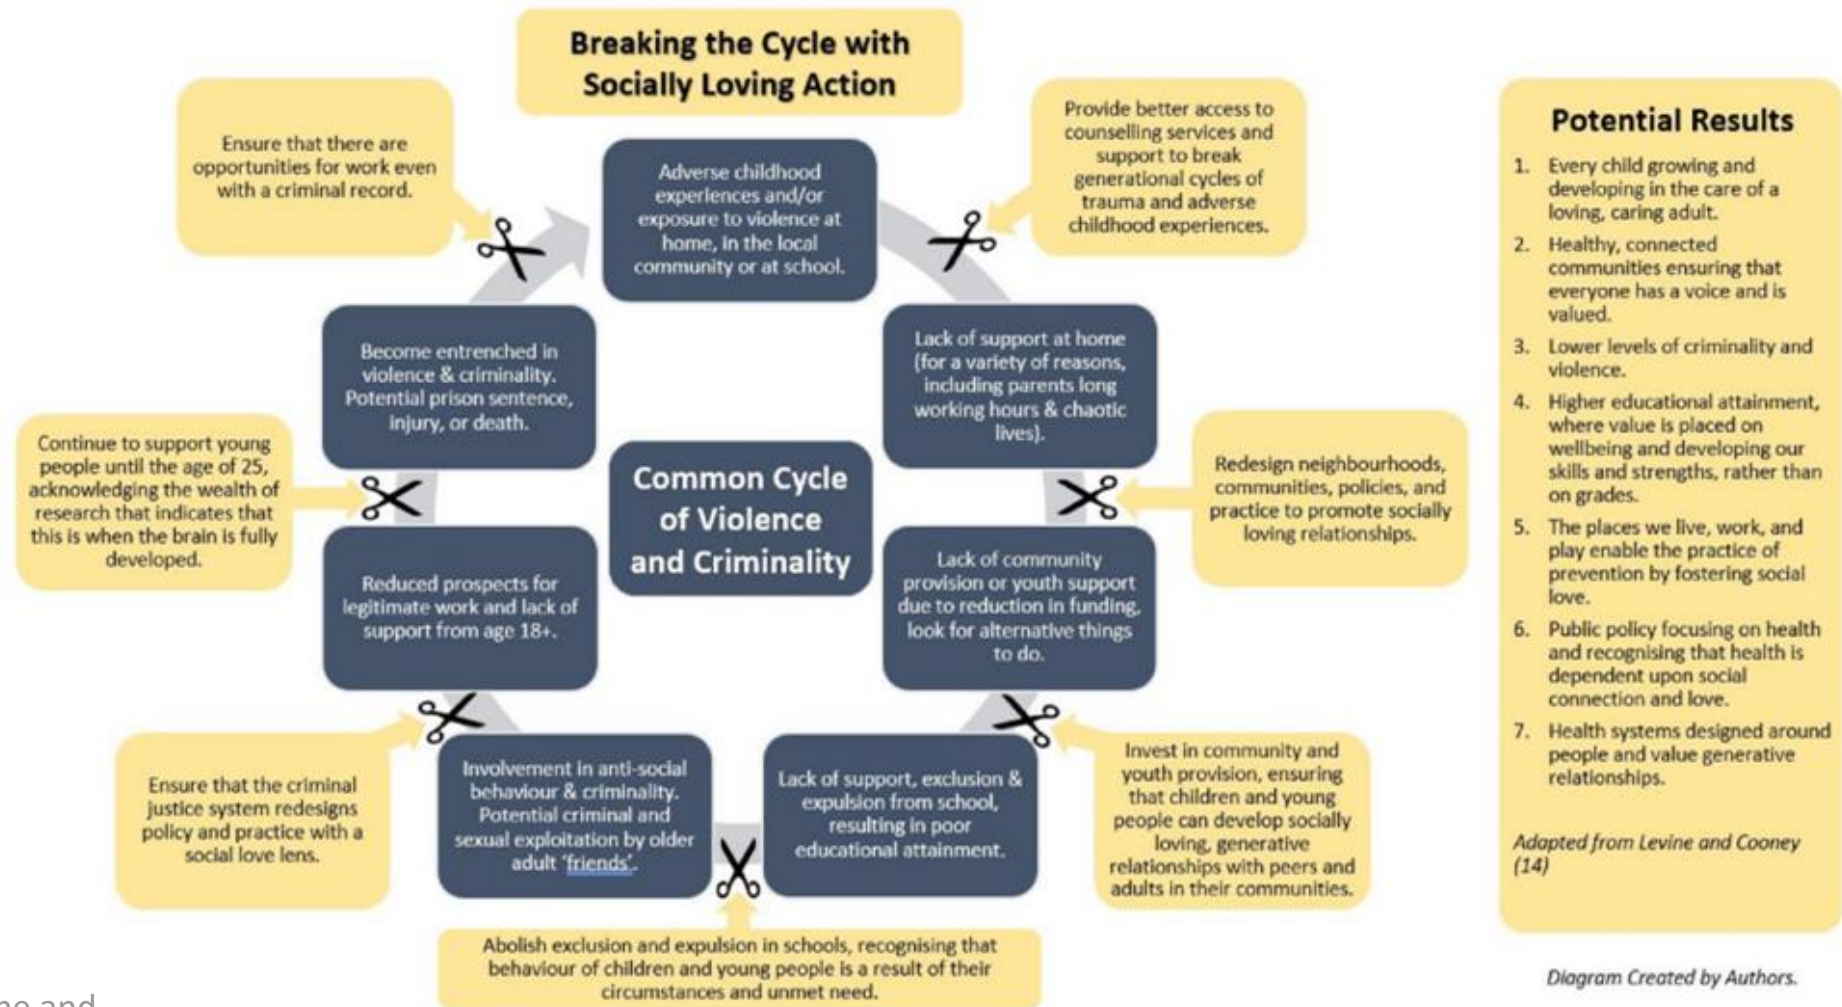 Breaking the Cycle with
Socially Loving Action
Ensure that there are
opportunities for work even
with a criminal record.
Adverse childhood
experiences and/or
exposure to violence at
home, in the local
community or at school.
Provide better access to
counselling services and
support to break
generational cycles of
trauma and adverse
childhood experiences.
Become entrenched in
violence & criminality.
Potential prison sentence,
injury, or death.
Lack of support at home
(for a variety of reasons,
including parents long
working hours & chaotic
lives).
Continue to support young
people until the age of 25,
acknowledging the wealth of
research that indicates that
this is when the brain is fully
developed.
Common Cycle
of Violence
and Criminality
Redesign neighbourhoods,
communities, policies, and
practice to promote socially
loving relationships.
Reduced prospects for
legitimate work and lack of
support from age 18+.
Lack of community
provision or youth support
due to reduction in funding,
look for alternative things
to do.
Ensure that the criminal
justice system redesigns
policy and practice with a
social love lens.
Involvement in anti-social
behaviour & criminality.
Potential criminal and
sexual exploitation by older
adult ‘friends’.
Lack of support, exclusion &
expulsion from school,
resulting in poor
educational attainment.
Invest in community and
youth provision, ensuring
that children and young
people can develop socially
loving, generative
relationships with peers and
adults in their communities.
Abolish exclusion and expulsion in schools, recognising that
behaviour of children and young people is a result of their
circumstances and unmet need.
Potential Results
1. Every child growing and
developing in the care of a
loving, caring adult.
2. Healthy, connected
communities ensuring that
everyone has a voice and is
valued.
3. Lower levels of criminality and
violence.
4. Higher educational attainment,
where value is placed on
wellbeing and developing our
skills and strengths, rather than
on grades.
5. The places we live, work, and
play enable the practice of
prevention by fostering social
love.
6. Public policy focusing on health
and recognising that health is
dependent upon social
connection and love.
7. Health systems designed around
people and value generative
relationships.
Adapted from Levine and Cooney
(14)
Diagram Created by Authors.
and